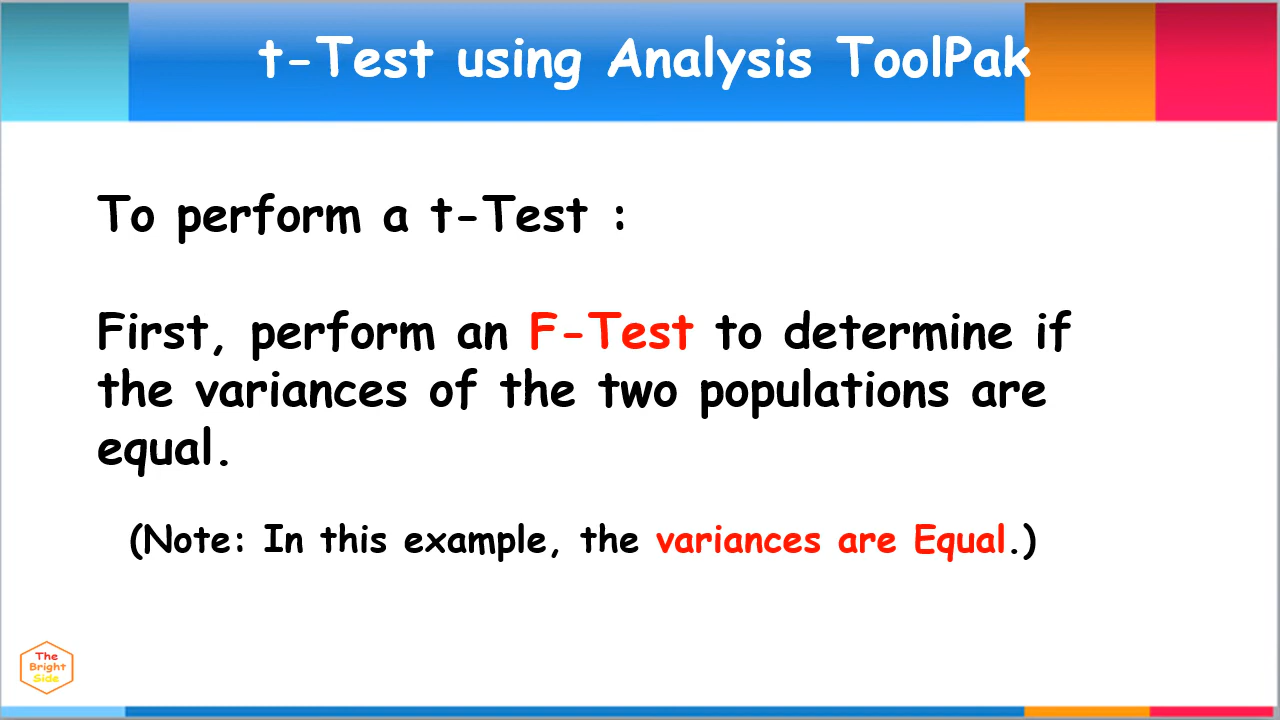 t-Test using Analysis ToolPak
To perform a t-Test :
First, perform an F-Test to determine if
the variances of the two populations are
equal.
(Note: In this example, the variances are Equal.)
The
Bright
Side